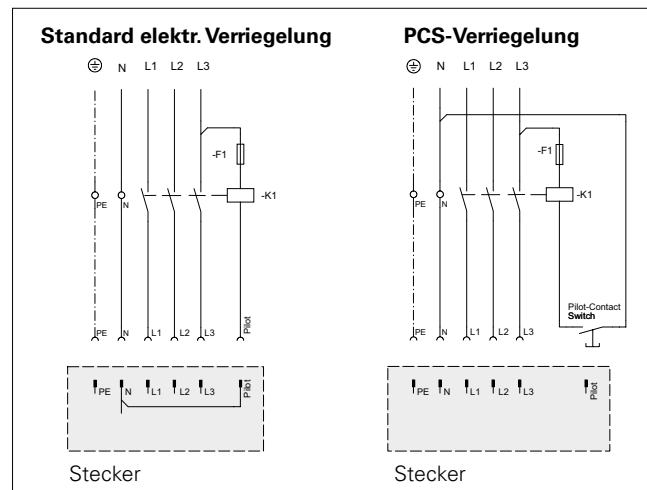 Standard elektr. Verriegelung
PCS-Verriegelung
N L1 L2 L3
N L1 L2 L3
-F1
-F1
-K1
-K1
PE N
PE N
Pilot-Contact
Switch
PE N L1 L2 L3 Pilot
PE N L1 L2 L3
PE N L1 L2 L3 Pilot
PE N L1 L2 L3 Pilot
Stecker
Stecker